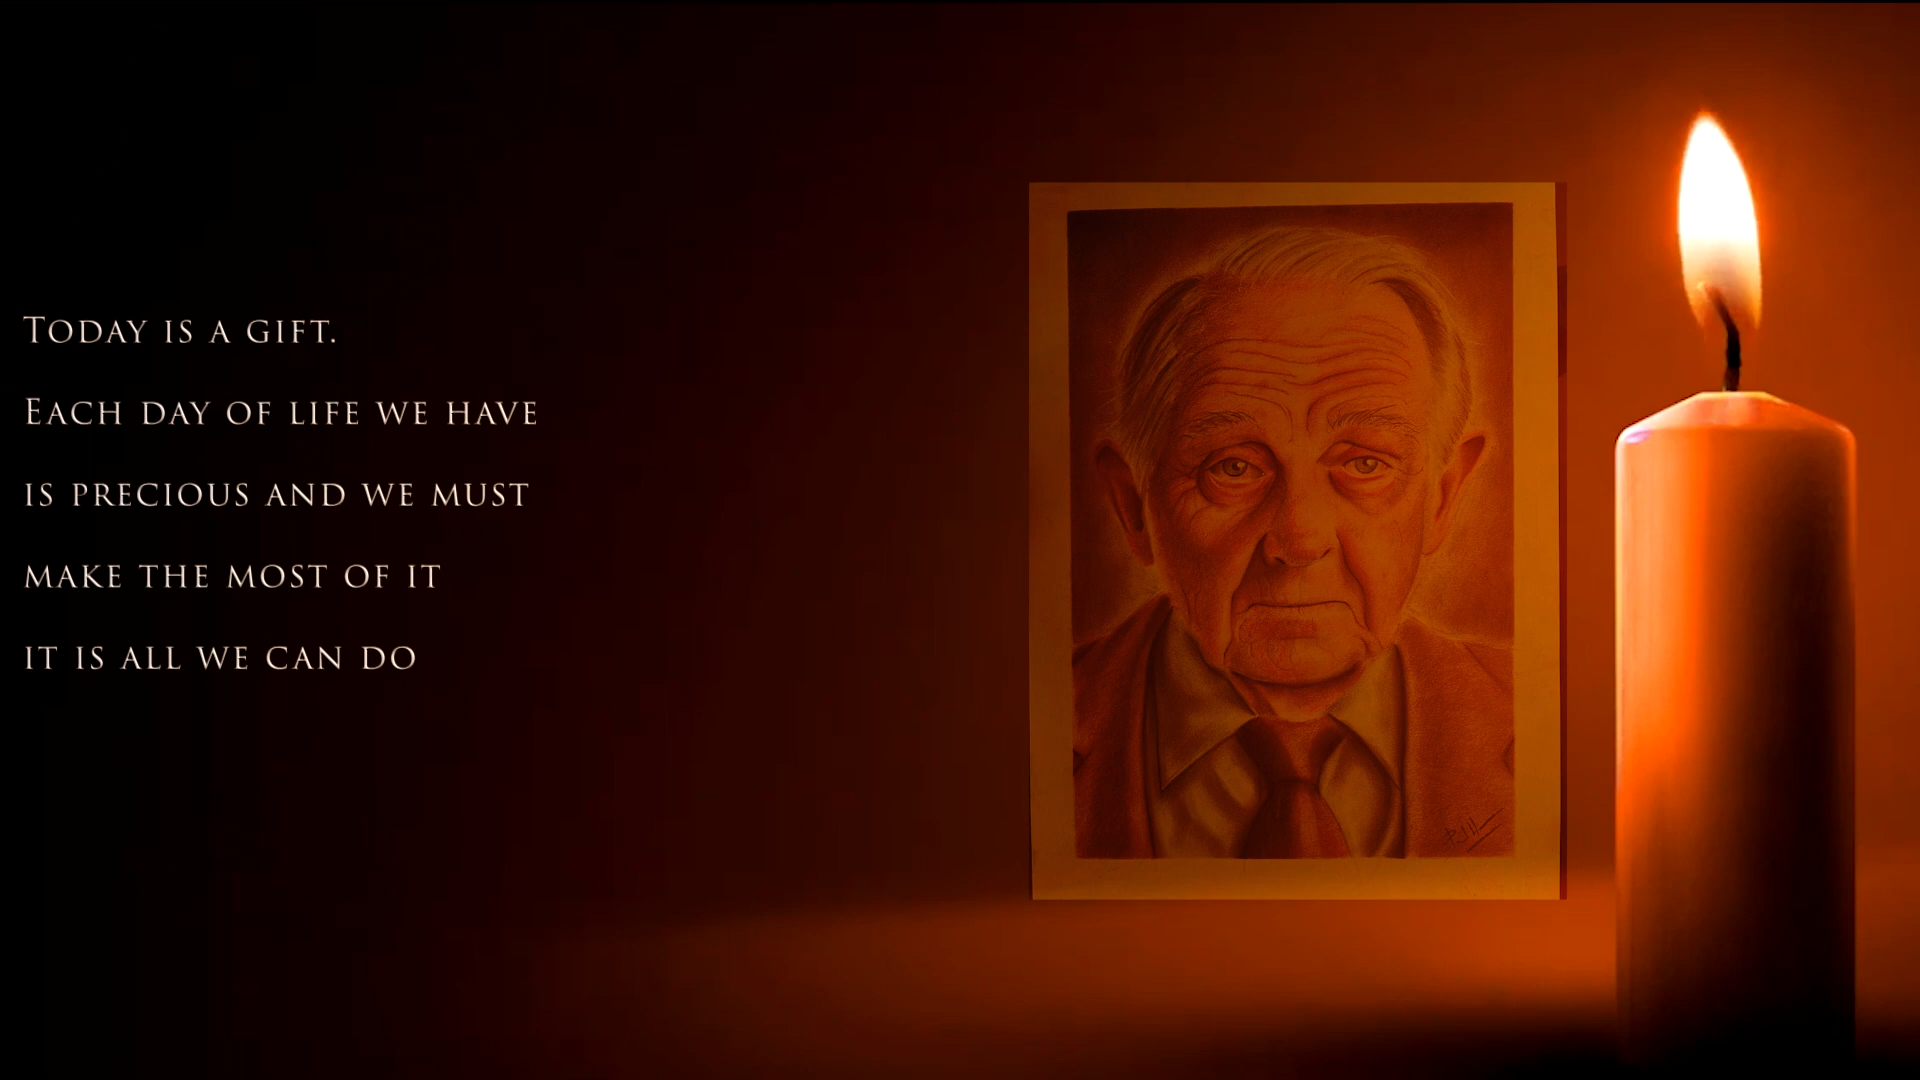 Today is a gift.
Each day of life we have
is precious and we must
make the most of it
it is all we can do